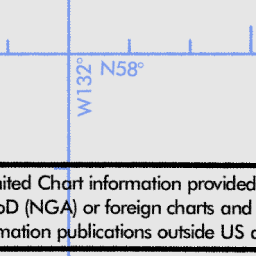 N58°
W132°
ited Chart information provided
oD (NGA) or foreign charts and
mation publications outside US